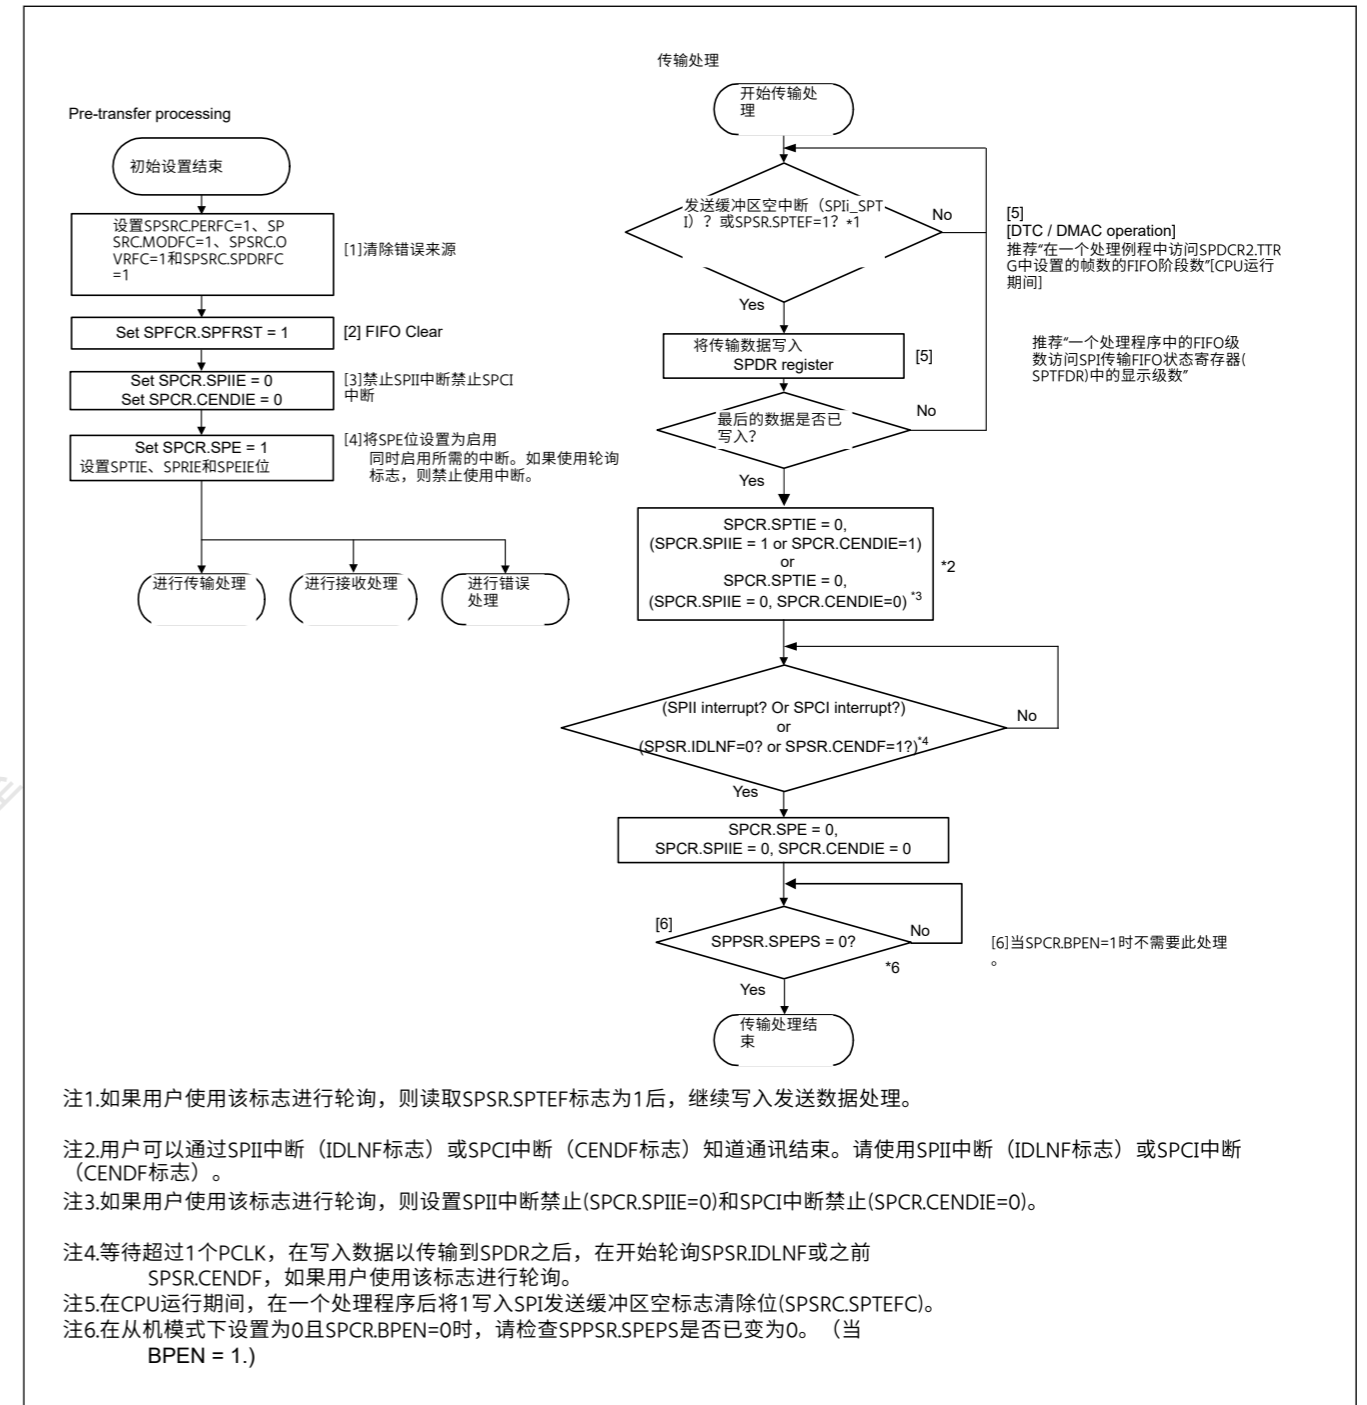 Pre-transfer processing
初始设置结束
设置SPSRC.PERFC=1、SP
SRC.MODFC=1、SPSRC.O
VRFC=1和SPSRC.SPDRFC
=1
[1]清除错误来源
Set SPFCR.SPFRST = 1
[2] FIFO Clear
Set SPCR.SPIIE = 0
Set SPCR.CENDIE = 0
[3]禁止SPII中断禁止SPCI
中断
Set SPCR.SPE = 1
设置SPTIE、SPRIE和SPEIE位
[4]将SPE位设置为启用
同时启用所需的中断。如果使用轮询
标志，则禁止使用中断。
进行传输处理
进行接收处理
进行错误
处理
传输处理
开始传输处
理
发送缓冲区空中断（SPIi_SPT
I）？或SPSR.SPTEF=1？*1
No
Yes
[5]
[DTC / DMAC operation]
推荐“在一个处理例程中访问SPDCR2.TTR
G中设置的帧数的FIFO阶段数”[CPU运行
期间]
推荐“一个处理程序中的FIFO级
数访问SPI传输FIFO状态寄存器(
SPTFDR)中的显示级数”
将传输数据写入
SPDR register
[5]
最后的数据是否已
写入?
No
Yes
SPCR.SPTIE = 0,
(SPCR.SPIIE = 1 or SPCR.CENDIE=1)
or
SPCR.SPTIE = 0,
(SPCR.SPIIE = 0, SPCR.CENDIE=0) *3
*2
(SPII interrupt? Or SPCI interrupt?)
or
(SPSR.IDLNF=0? or SPSR.CENDF=1?)*4
No
Yes
SPCR.SPE = 0,
SPCR.SPIIE = 0, SPCR.CENDIE = 0
[6]
SPPSR.SPEPS = 0?
No
*6
Yes
[6]当SPCR.BPEN=1时不需要此处理
。
传输处理结
束
注1.如果用户使用该标志进行轮询，则读取SPSR.SPTEF标志为1后，继续写入发送数据处理。
注2.用户可以通过SPII中断（IDLNF标志）或SPCI中断（CENDF标志）知道通讯结束。请使用SPII中断（IDLNF标志）或SPCI中断
（CENDF标志）。
注3.如果用户使用该标志进行轮询，则设置SPII中断禁止(SPCR.SPIIE=0)和SPCI中断禁止(SPCR.CENDIE=0)。
注4.等待超过1个PCLK，在写入数据以传输到SPDR之后，在开始轮询SPSR.IDLNF或之前
SPSR.CENDF，如果用户使用该标志进行轮询。
注5.在CPU运行期间，在一个处理程序后将1写入SPI发送缓冲区空标志清除位(SPSRC.SPTEFC)。
注6.在从机模式下设置为0且SPCR.BPEN=0时，请检查SPPSR.SPEPS是否已变为0。（当
BPEN = 1.)